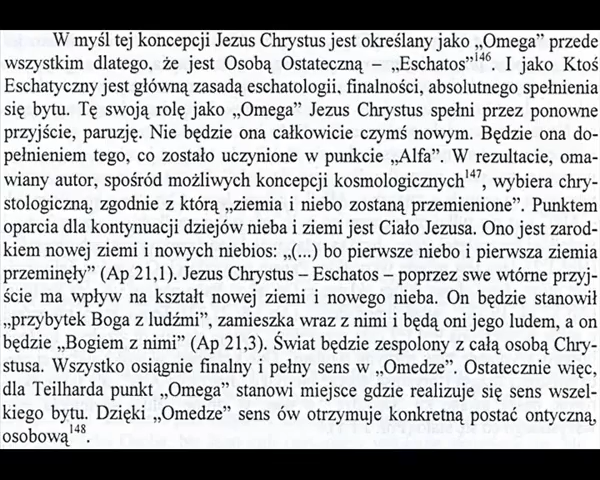 W myśl tej koncepcji Jezus Chrystus jest określany jako „Omega” przede
wszystkim dlatego, że jest Osobą Ostateczną – „Eschatos”146. I jako Ktoś
Eschatyczny jest główną zasadą eschatologii, finalności, absolutnego spełnienia
się bytu. Tę swoją rolę jako „Omega” Jezus Chrystus spełni przez ponowne
przyjście, paruzję. Nie będzie ona całkowicie czymś nowym. Będzie ona do-
pełnieniem tego, co zostało uczynione w punkcie „Alfa”. W rezultacie, oma-
wiany autor, spośród możliwych koncepcji kosmologicznych147, wybiera chry-
stologiczną, zgodnie z którą „ziemia i niebo zostaną przemienione”. Punktem
oparcia dla kontynuacji dziejów nieba i ziemi jest Ciało Jezusa. Ono jest zarod-
kiem nowej ziemi i nowych niebios: „(...) bo pierwsze niebo i pierwsza ziemia
przeminęły” (Ap 21,1). Jezus Chrystus – Eschatos – poprzez swe wtórne przyj-
ście ma wpływ na kształt nowej ziemi i nowego nieba. On będzie stanowił
„przybytek Boga z ludźmi”, zamieszka wraz z nimi i będą oni jego ludem, a on
będzie „Bogiem z nimi” (Ap 21,3). Świat będzie zespolony z całą osobą Chry-
stusa. Wszystko osiągnie finalny i pełny sens w „Omedze”. Ostatecznie więc,
dla Teilharda punkt „Omega” stanowi miejsce gdzie realizuje się sens wszel-
kiego bytu. Dzięki „Omedze” sens ów otrzymuje konkretną postać ontyczną,
osobową148.